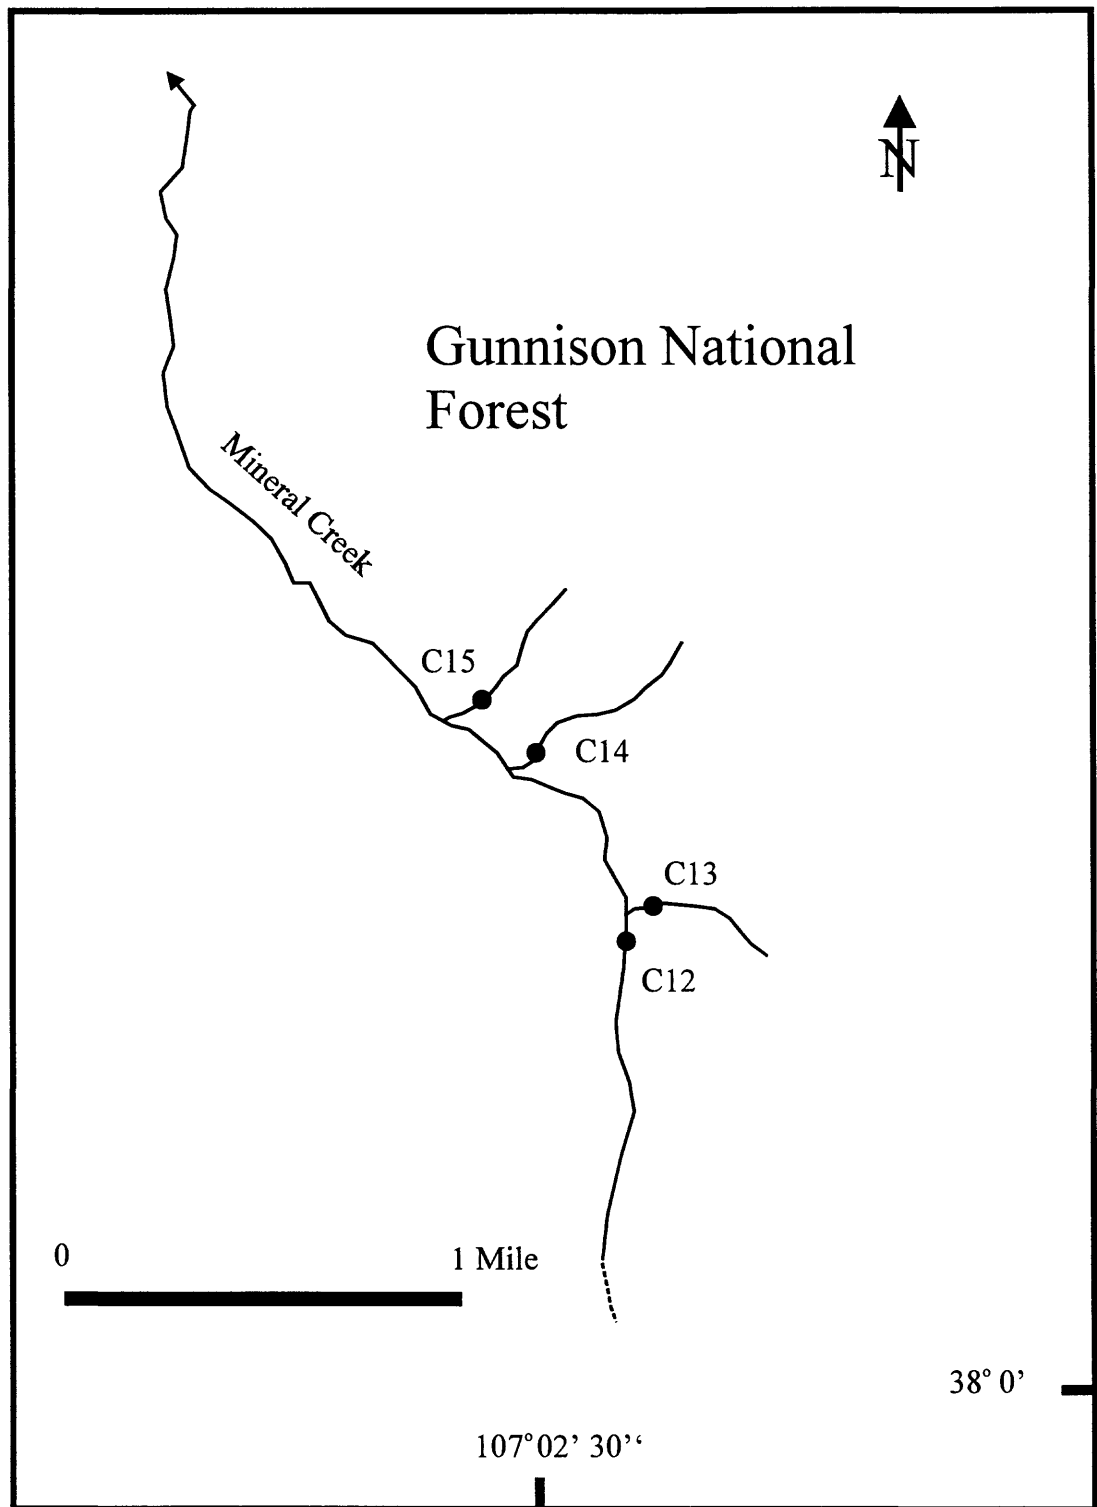 N
Gunnison National
Forest
Mineral Creek
C15
C14
C13
C12
0
1 Mile
38° 0’
107°02’ 30’‘